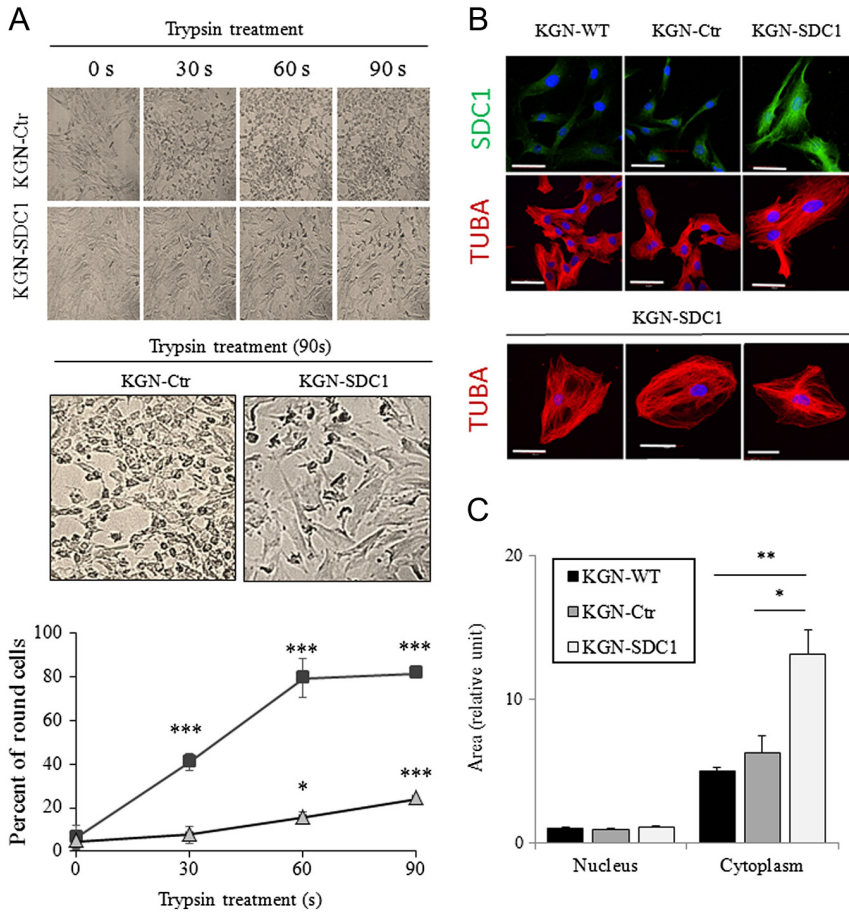 A
Trypsin treatment
0 s 30 s 60 s 90 s
KGN-Ctr
KGN-SDC1
Trypsin treatment (90s)
KGN-Ctr KGN-SDC1
Percent of round cells
100
80
60
40
20
0
***
***
***
*
***
0 30 60 90
Trypsin treatment (s)
B
KGN-WT KGN-Ctr KGN-SDC1
SDC1
TUBA
KGN-SDC1
TUBA
C
Area (relative unit)
20
10
0
KGN-WT
KGN-Ctr
KGN-SDC1
**
*
Nucleus Cytoplasm